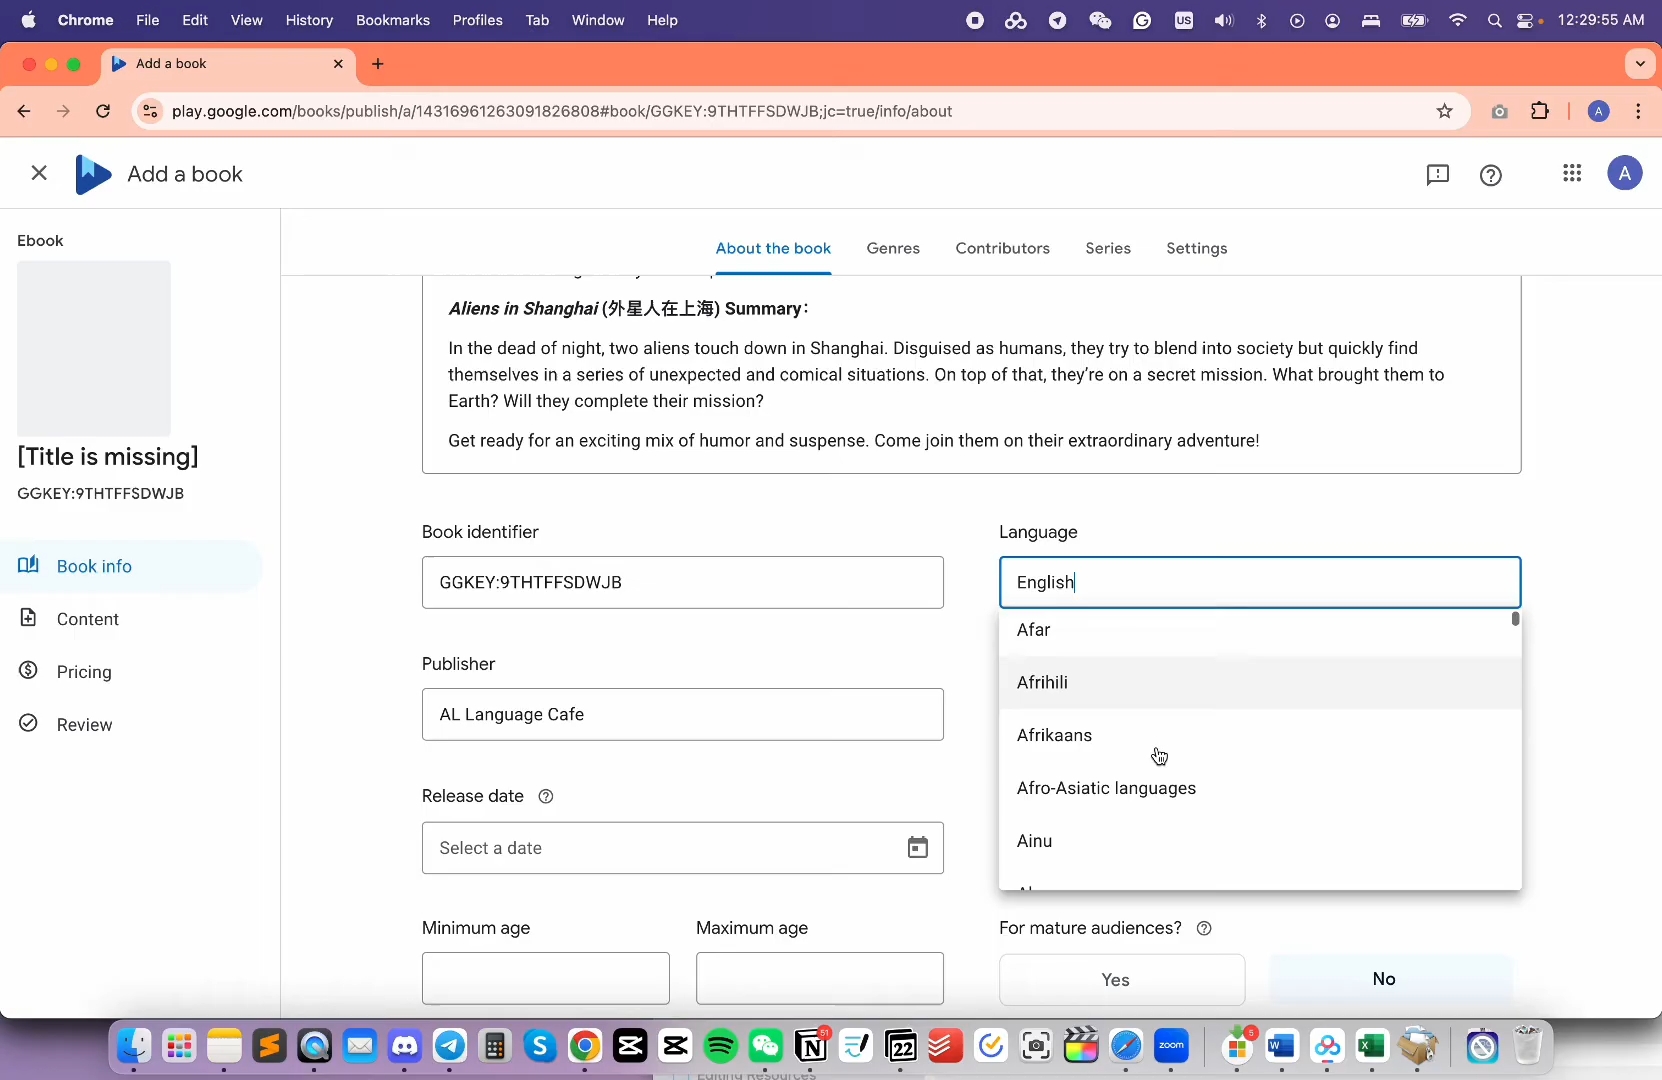 Chrome File Edit View History Bookmarks Profiles Tab Window Help US 12:29:55 AM
Add a book
play.google.com/books/publish/a/14316961263091826808#book/GGKEY:9THTFFSDWJB;jc=true/info/about A
Add a book A
Ebook
About the book Genres Contributors Series Settings
[Title is missing]
GGKEY:9THTFFSDWJB
Book info
Content
Pricing
Review
Aliens in Shanghai (外星人在上海) Summary:
In the dead of night, two aliens touch down in Shanghai. Disguised as humans, they try to blend into society but quickly find
themselves in a series of unexpected and comical situations. On top of that, they're on a secret mission. What brought them to
Earth? Will they complete their mission?
Get ready for an exciting mix of humor and suspense. Come join them on their extraordinary adventure!
Book identifier
GGKEY:9THTFFSDWJB
Language
English
Afar
Afrihili
Afrikaans
Afro-Asiatic languages
Ainu
Publisher
AL Language Cafe
Release date
Select a date
Minimum age
Maximum age
For mature audiences?
Yes No
51 22 zoom 5
Editing Resources